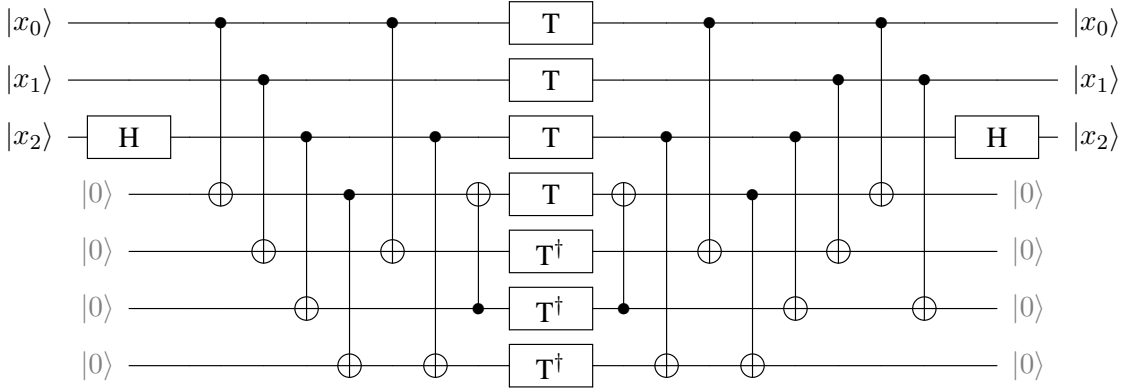 |x₀⟩ T |x₀⟩
|x₁⟩ T |x₁⟩
|x₂⟩ H T H |x₂⟩
|0⟩ T |0⟩
|0⟩ T† |0⟩
|0⟩ T† |0⟩
|0⟩ T† |0⟩